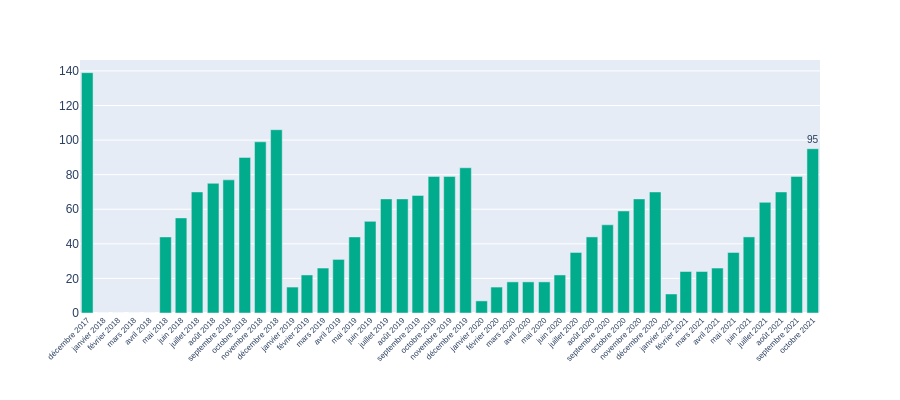 140
120
100
80
60
40
20
0
95
décembre 2017
janvier 2018
février 2018
mars 2018
avril 2018
mai 2018
juin 2018
juillet 2018
août 2018
septembre 2018
octobre 2018
novembre 2018
décembre 2018
janvier 2019
février 2019
mars 2019
avril 2019
mai 2019
juin 2019
juillet 2019
août 2019
septembre 2019
octobre 2019
novembre 2019
décembre 2019
janvier 2020
février 2020
mars 2020
avril 2020
mai 2020
juin 2020
juillet 2020
août 2020
septembre 2020
octobre 2020
novembre 2020
décembre 2020
janvier 2021
février 2021
mars 2021
avril 2021
mai 2021
juin 2021
juillet 2021
août 2021
septembre 2021
octobre 2021